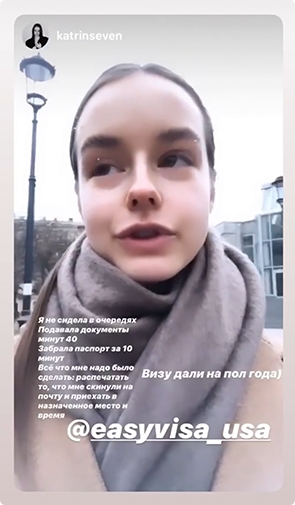 katrinseven
Я не сидела в очередях
Подавала документы
минут 40
Забрала паспорт за 10
минут
Всё что мне надо было
сделать: распечатать
то, что мне скинули на
почту и приехать в
назначенное место и
время
Визу дали на пол года)
@easyvisa_usa